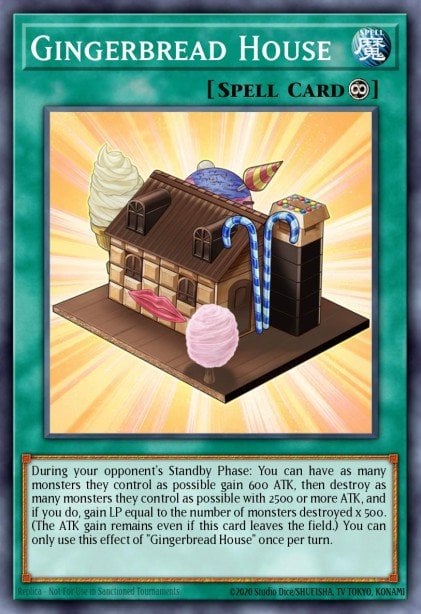 GINGERBREAD HOUSE
SPELL
魔
[SPELL CARD♾]
During your opponent's Standby Phase: You can have as many
monsters they control as possible gain 600 ATK, then destroy as
many monsters they control as possible with 2500 or more ATK, and
if you do, gain LP equal to the number of monsters destroyed x 500.
(The ATK gain remains even if this card leaves the field.) You can
only use this effect of "Gingerbread House" once per turn.
Replica - Not For Use in Sanctioned Tournaments
©2020 Studio Dice/SHUEISHA, TV TOKYO, KONAMI